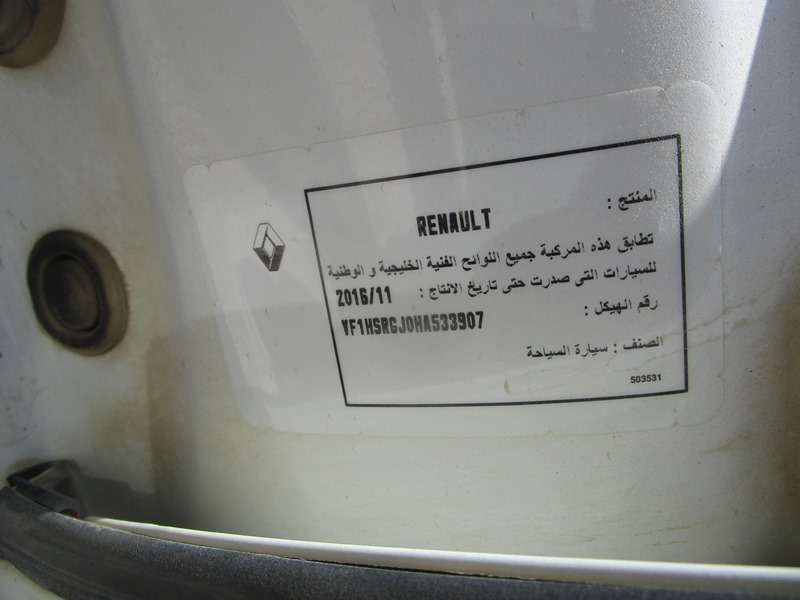 المنتج : RENAULT
تطابق هذه المركبة جميع اللوائح الفنية الخليجية و الوطنية
للسيارات التى صدرت حتى تاريخ الانتاج : 2016/11
رقم الهيكل :
VF1HSRGJ0HA533907
الصنف : سيارة السياحة
503531